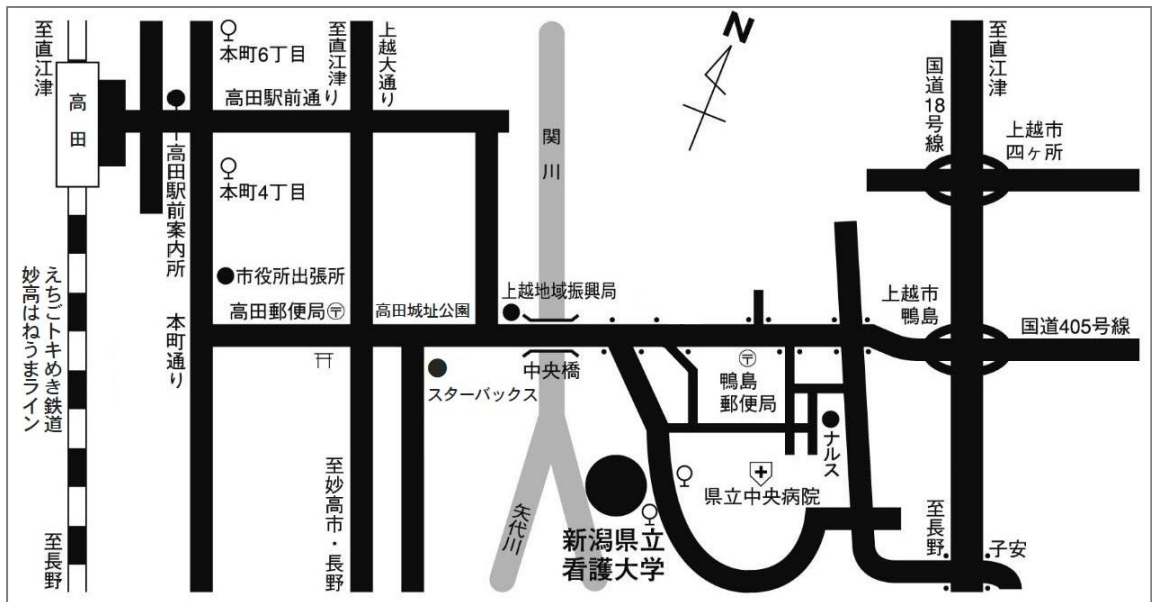 至直江津
高田
本町6丁目
高田駅前通り
至直江津
上越大通り
N
関川
国道18号線
至直江津
上越市
四ヶ所
本町4丁目
高田駅前案内所
市役所出張所
高田郵便局〒
高田城址公園
上越地域振興局
上越市
鴨島
国道405号線
えちごトキめき鉄道
妙高はねうまライン
本町通り
スターバックス
中央橋
〒
鴨島
郵便局
ナルス
県立中央病院
至長野
至妙高市・長野
矢代川
新潟県立
看護大学
至長野
子安